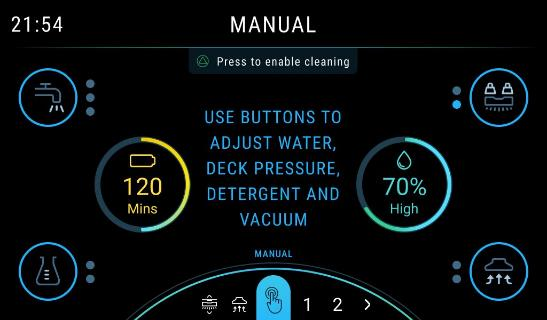 21:54
MANUAL
Press to enable cleaning
USE BUTTONS TO
ADJUST WATER,
DECK PRESSURE,
DETERGENT AND
VACUUM
120
Mins
70%
High
MANUAL
1 2